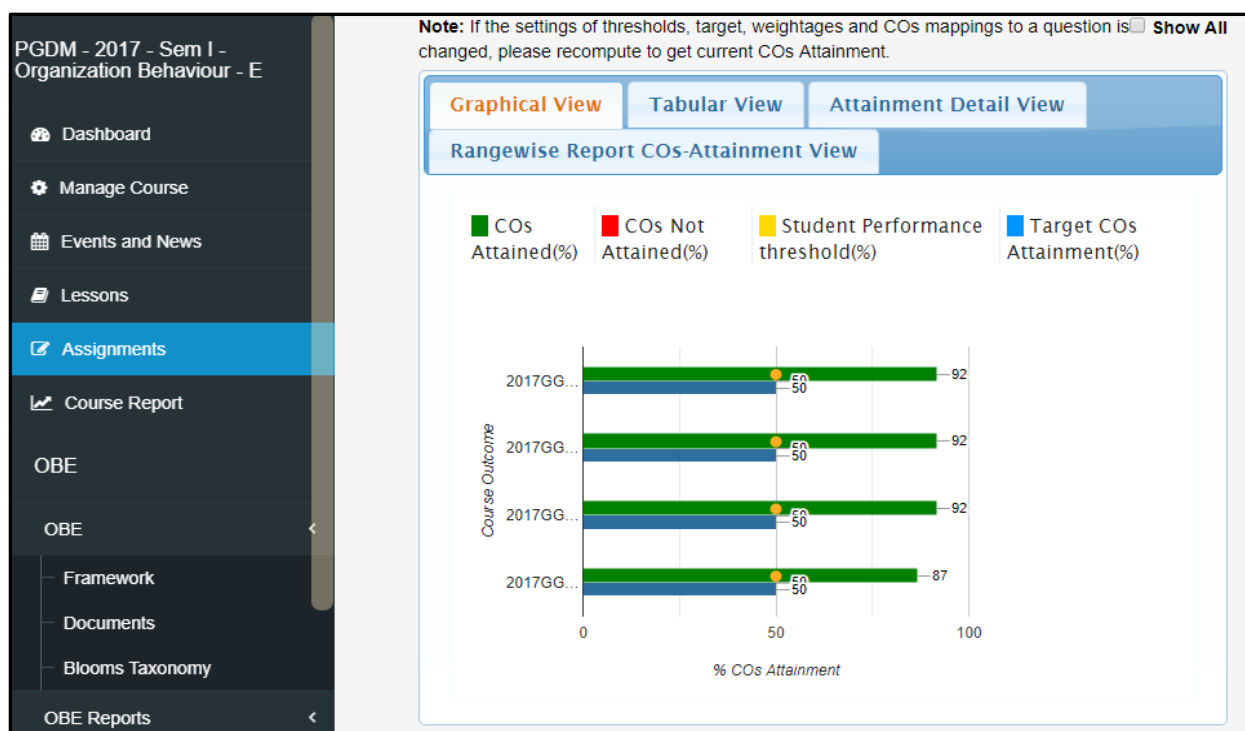 PGDM - 2017 - Sem I -
Organization Behaviour - E
Dashboard
Manage Course
Events and News
Lessons
Assignments
Course Report
OBE
OBE
Framework
Documents
Blooms Taxonomy
OBE Reports
Note: If the settings of thresholds, target, weightages and COs mappings to a question is Show All
changed, please recompute to get current COs Attainment.
Graphical View Tabular View Attainment Detail View
Rangewise Report COs-Attainment View
COs Attained(%)
COs Not Attained(%)
Student Performance threshold(%)
Target COs Attainment(%)
Course Outcome
2017GG... 50 92
50
2017GG... 50 92
50
2017GG... 50 92
50
2017GG... 50 87
50
0 50 100
% COs Attainment